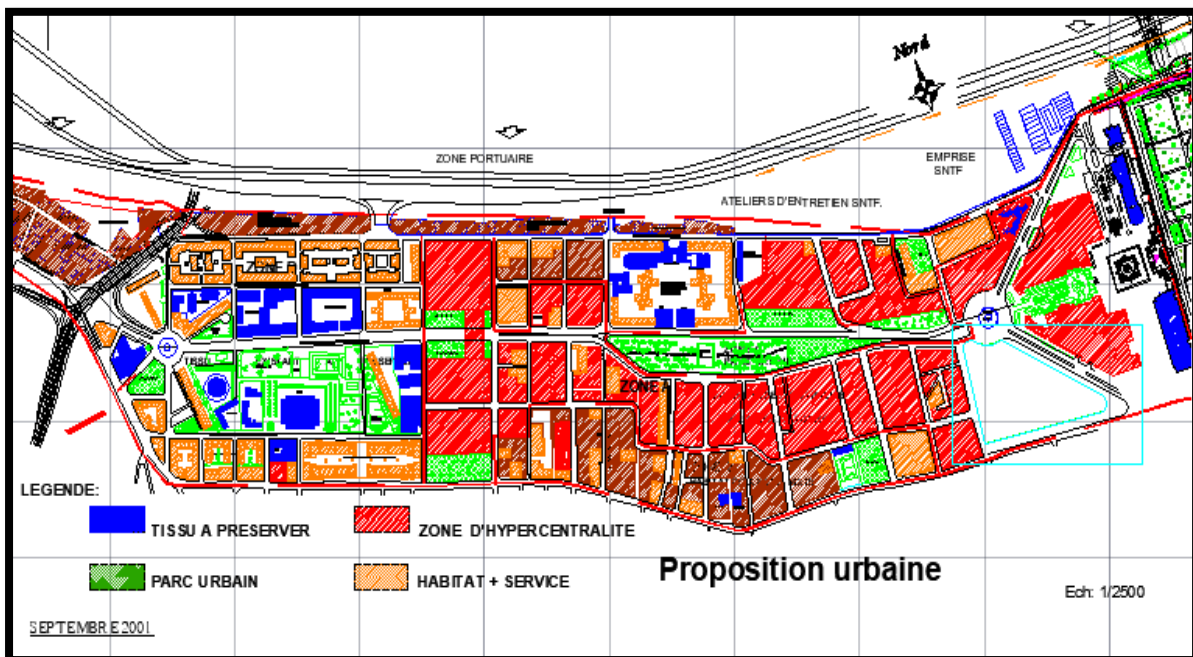 Nord
ZONE PORTUAIRE
EMPRISE
SNTF
ATELIERS D'ENTRETIEN SNTF.
ZONE
ZONE A
LEGENDE:
TISSU A PRESERVER
ZONE D'HYPERCENTRALITE
PARC URBAIN
HABITAT + SERVICE
Proposition urbaine
Ech: 1/2500
SEPTEMBRE 2001